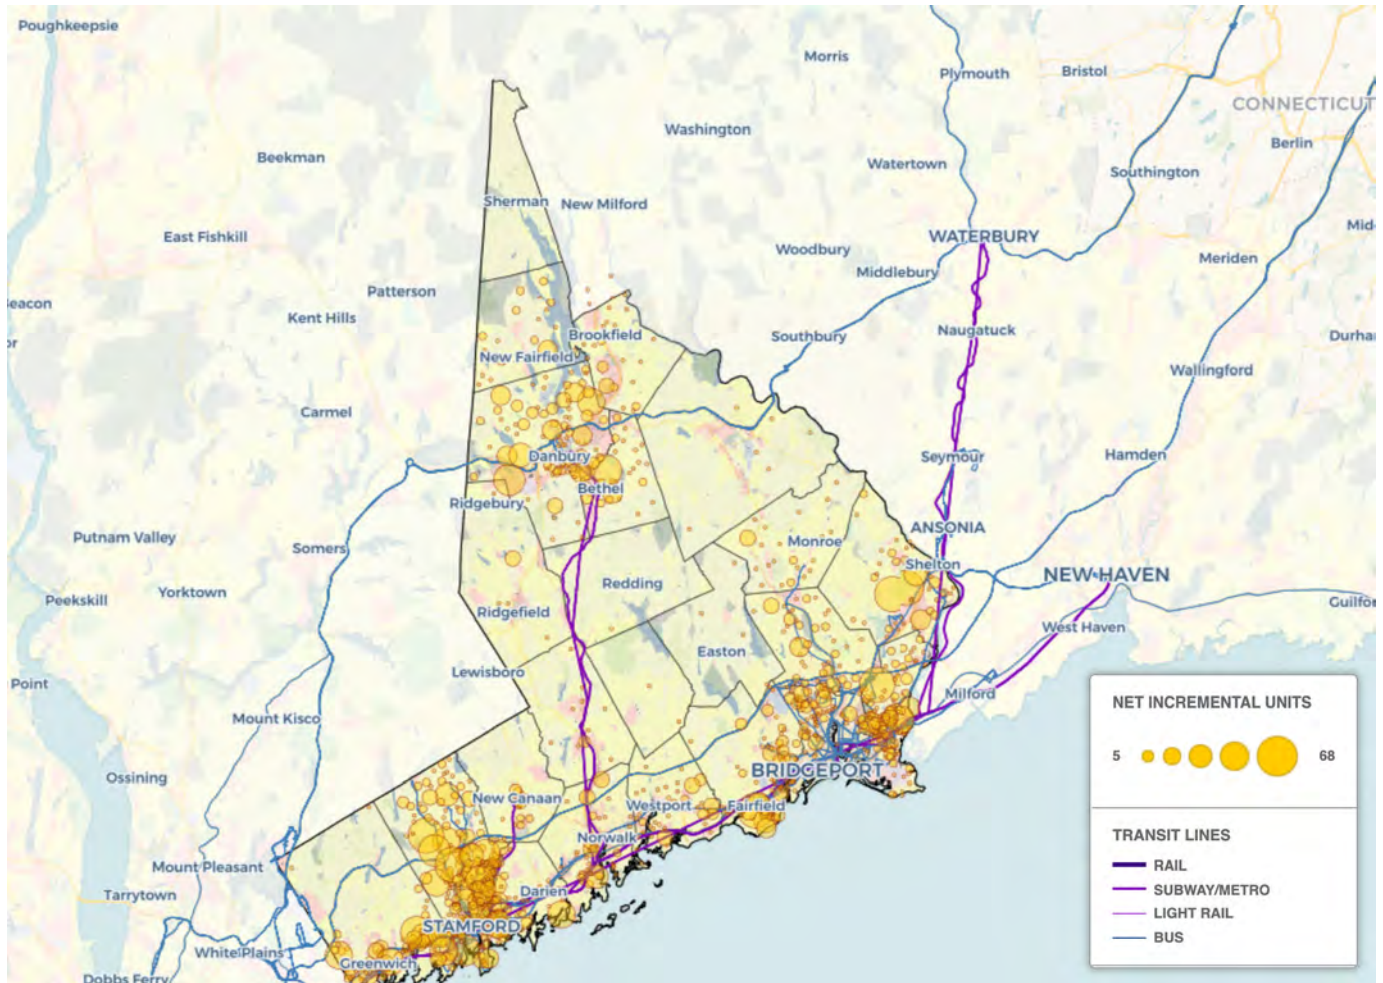 Poughkeepsie
Morris
Plymouth
Bristol
CONNECTICUT
Washington
Berlin
Beekman
Watertown
Southington
Sherman
New Milford
East Fishkill
WATERBURY
Woodbury
Middlebury
Meriden
Patterson
Kent Hills
Brookfield
Southbury
Naugatuck
New Fairfield
Wallingford
Carmel
Danbury
Seymour
Hamden
Bethel
Ridgebury
ANSONIA
Putnam Valley
Somers
Monroe
Shelton
NEW HAVEN
Redding
Peekskill
Yorktown
Ridgefield
West Haven
Easton
Lewisboro
Point
Milford
Mount Kisco
Ossining
BRIDGEPORT
New Canaan
Westport
Fairfield
Norwalk
Mount Pleasant
Tarrytown
Darien
STAMFORD
White Plains
Greenwich
Dobbs Ferry
NET INCREMENTAL UNITS
5 68
TRANSIT LINES
RAIL
SUBWAY/METRO
LIGHT RAIL
BUS